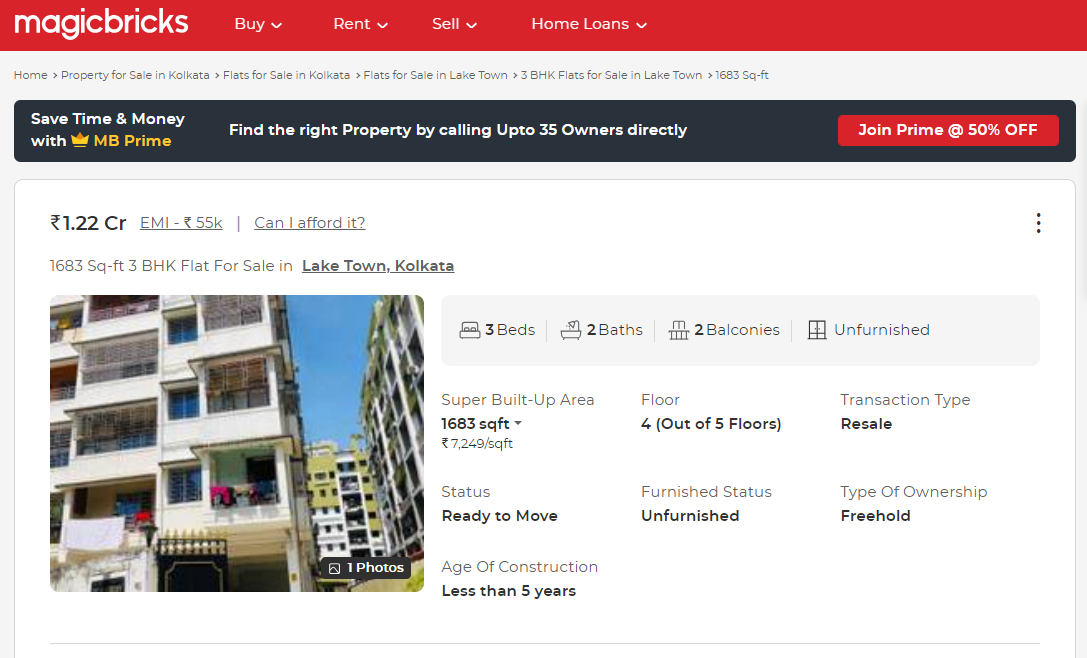 magicbricks Buy Rent Sell Home Loans
Home > Property for Sale in Kolkata > Flats for Sale in Kolkata > Flats for Sale in Lake Town > 3 BHK Flats for Sale in Lake Town > 1683 Sq-ft
Save Time & Money
with MB Prime
Find the right Property by calling Upto 35 Owners directly
Join Prime @ 50% OFF
₹1.22 Cr EMI - ₹ 55k | Can I afford it?
1683 Sq-ft 3 BHK Flat For Sale in Lake Town, Kolkata
1 Photos
3 Beds 2 Baths 2 Balconies Unfurnished
Super Built-Up Area
1683 sqft
₹ 7,249/sqft
Floor
4 (Out of 5 Floors)
Transaction Type
Resale
Status
Ready to Move
Furnished Status
Unfurnished
Type Of Ownership
Freehold
Age Of Construction
Less than 5 years